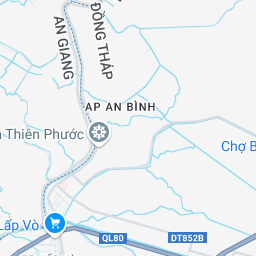 AN GIANG
ĐỒNG THÁP
AP AN BÌNH
Thiên Phước
Chợ B
Lấp Vò
QL80
DT852B